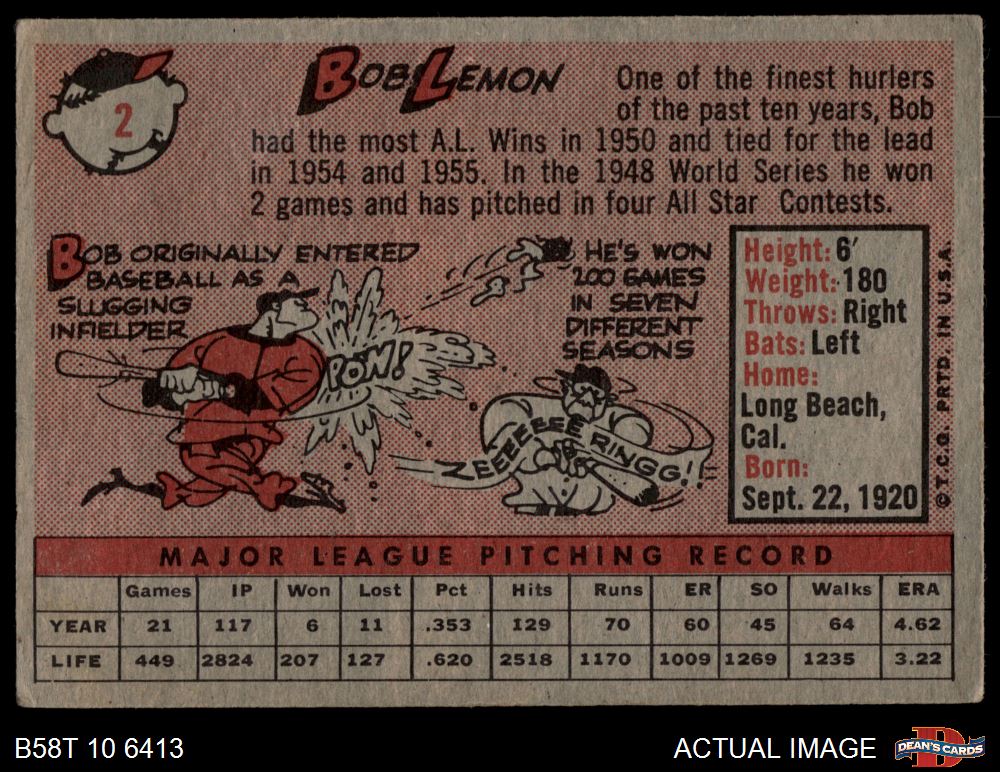 2
BOB LEMON
One of the finest hurlers
of the past ten years, Bob
had the most A.L. Wins in 1950 and tied for the lead
in 1954 and 1955. In the 1948 World Series he won
2 games and has pitched in four All Star Contests.
BOB ORIGINALLY ENTERED
BASEBALL AS A
SLUGGING
INFIELDER
POW!
HE'S WON
200 GAMES
IN SEVEN
DIFFERENT
SEASONS
ZEEEEEEEE RINGG!!
Height: 6'
Weight: 180
Throws: Right
Bats: Left
Home:
Long Beach,
Cal.
Born:
Sept. 22, 1920
© T.C.G. PRTD. IN U.S.A.
MAJOR LEAGUE PITCHING RECORD
Games IP Won Lost Pct Hits Runs ER SO Walks ERA
YEAR 21 117 6 11 .353 129 70 60 45 64 4.62
LIFE 449 2824 207 127 .620 2518 1170 1009 1269 1235 3.22
B58T 10 6413
ACTUAL IMAGE
D
DEAN'S CARDS